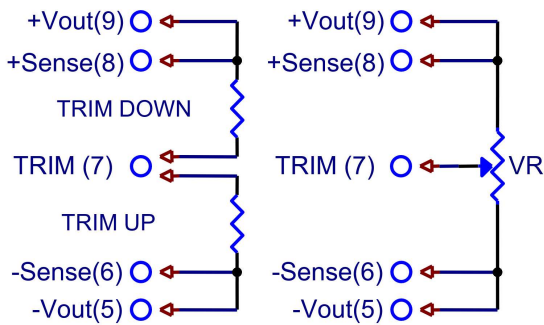 +Vout(9)
+Sense(8)
TRIM DOWN
TRIM (7)
TRIM UP
-Sense(6)
-Vout(5)
+Vout(9)
+Sense(8)
TRIM (7)
VR
-Sense(6)
-Vout(5)